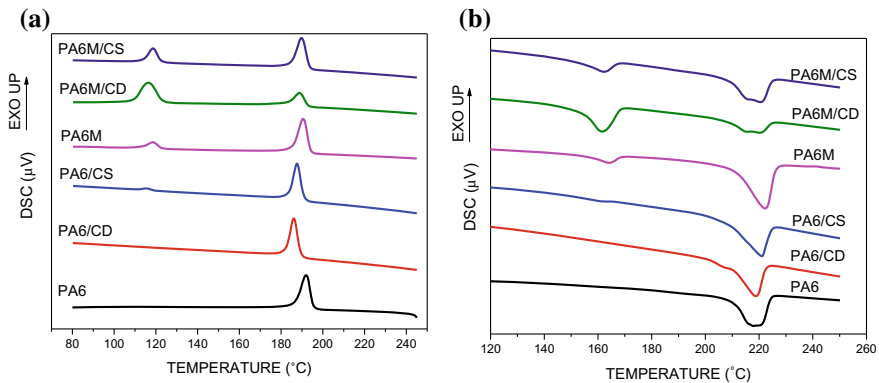 (a)
PA6M/CS
PA6M/CD
PA6M
PA6/CS
PA6/CD
PA6
DSC (μV)
EXO UP
80 100 120 140 160 180 200 220 240
TEMPERATURE (°C)
(b)
PA6M/CS
PA6M/CD
PA6M
PA6/CS
PA6/CD
PA6
DSC (μV)
EXO UP
120 140 160 180 200 220 240 260
TEMPERATURE (°C)